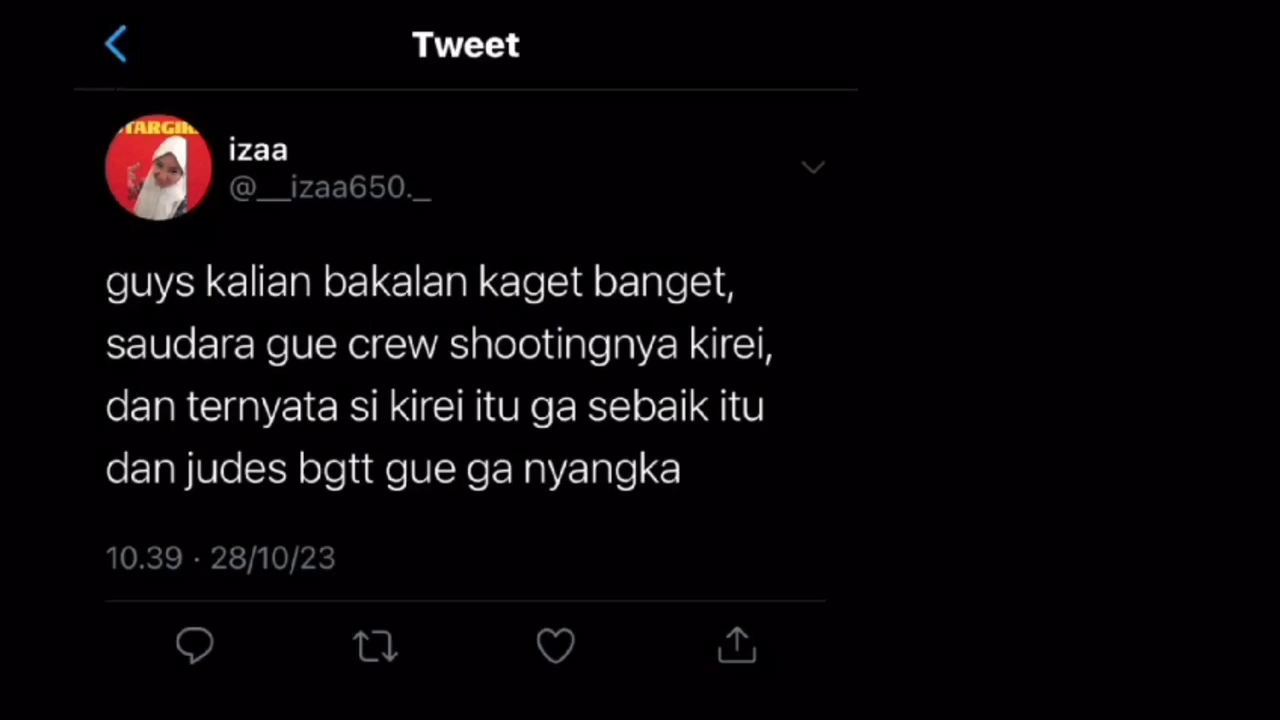 Tweet
izaa
@__izaa650._
guys kalian bakalan kaget banget,
saudara gue crew shootingnya kirei,
dan ternyata si kirei itu ga sebaik itu
dan judes bgtt gue ga nyangka
10.39 · 28/10/23